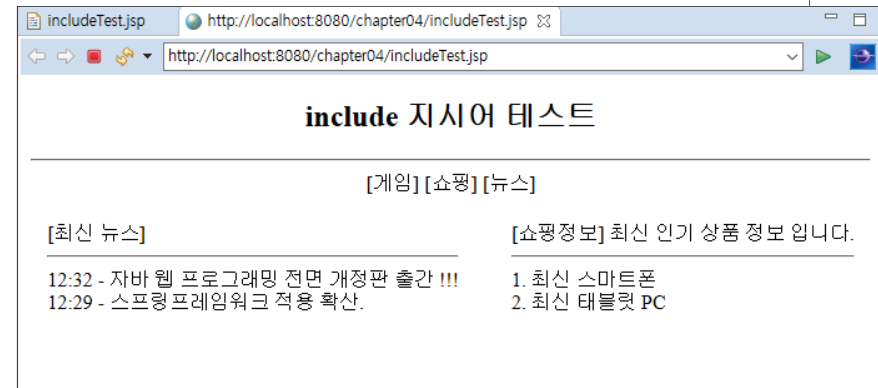 includeTest.jsp
http://localhost:8080/chapter04/includeTest.jsp
http://localhost:8080/chapter04/includeTest.jsp
include 지시어 테스트
[게임] [쇼핑] [뉴스]
[최신 뉴스]
12:32 - 자바 웹 프로그래밍 전면 개정판 출간 !!!
12:29 - 스프링프레임워크 적용 확산.
[쇼핑정보] 최신 인기 상품 정보 입니다.
1. 최신 스마트폰
2. 최신 태블릿 PC